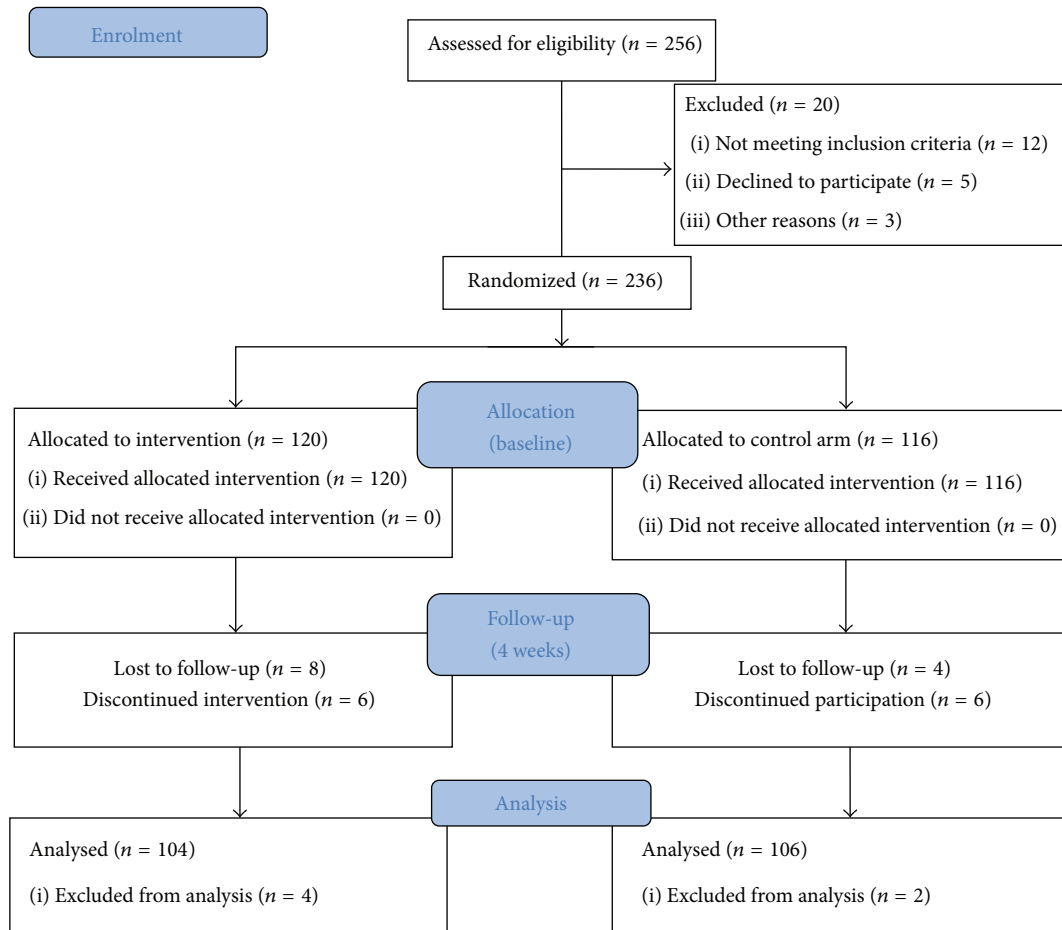 Enrolment
Assessed for eligibility (n = 256)
Excluded (n = 20)
(i) Not meeting inclusion criteria (n = 12)
(ii) Declined to participate (n = 5)
(iii) Other reasons (n = 3)
Randomized (n = 236)
Allocation
(baseline)
Allocated to intervention (n = 120)
(i) Received allocated intervention (n = 120)
(ii) Did not receive allocated intervention (n = 0)
Allocated to control arm (n = 116)
(i) Received allocated intervention (n = 116)
(ii) Did not receive allocated intervention (n = 0)
Follow-up
(4 weeks)
Lost to follow-up (n = 8)
Discontinued intervention (n = 6)
Lost to follow-up (n = 4)
Discontinued participation (n = 6)
Analysis
Analysed (n = 104)
(i) Excluded from analysis (n = 4)
Analysed (n = 106)
(i) Excluded from analysis (n = 2)